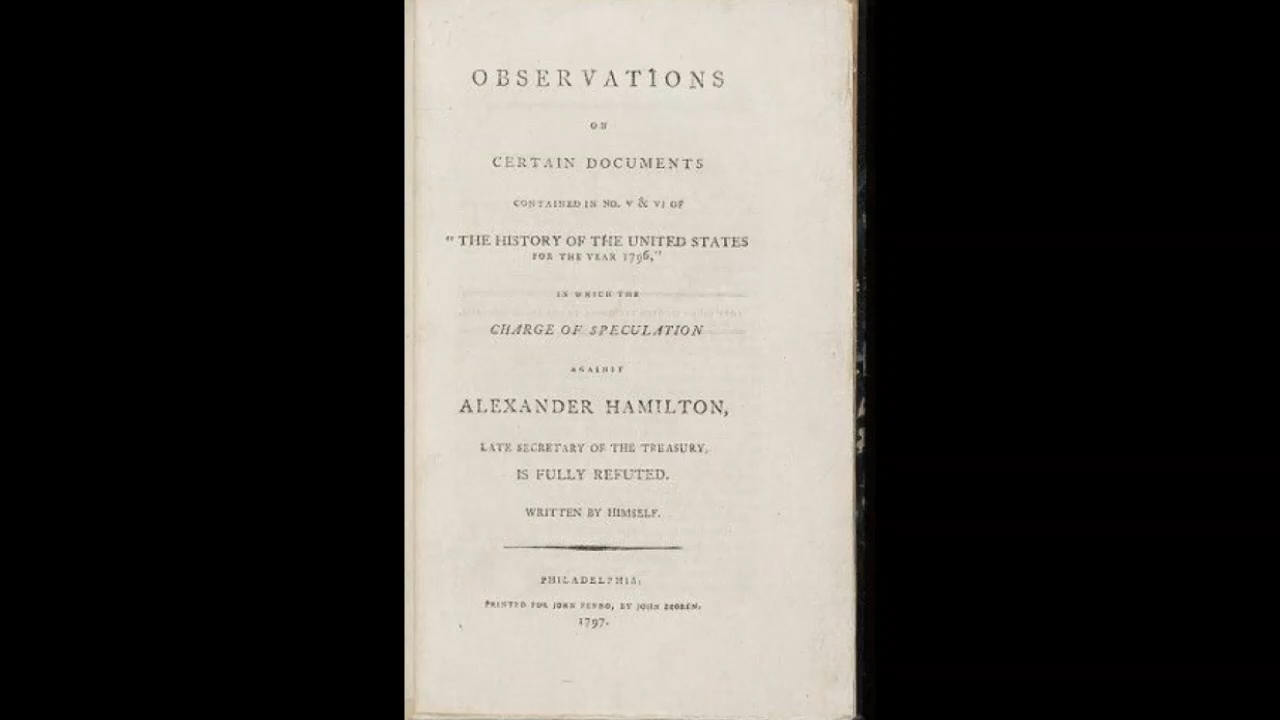 OBSERVATIONS
ON
CERTAIN DOCUMENTS
CONTAINED IN NO. V & VI OF
"THE HISTORY OF THE UNITED STATES
FOR THE YEAR 1796,"
IN WHICH THE
CHARGE OF SPECULATION
AGAINST
ALEXANDER HAMILTON,
LATE SECRETARY OF THE TREASURY,
IS FULLY REFUTED.
WRITTEN BY HIMSELF.
PHILADELPHIA:
PRINTED FOR JOHN FENNO, BY JOHN BIOREN.
1797.